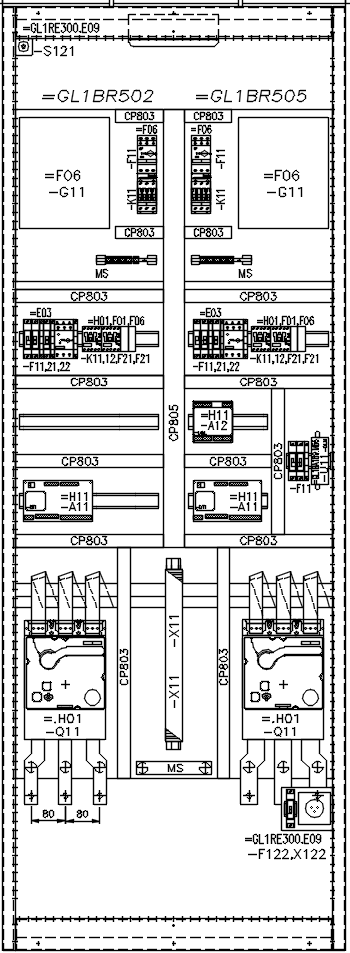 =GL1RE300.E09
-S121
=GL1BR502
=GL1BR505
CP803
CP803
=F06
=F06
-F11
-F11
=F06
-G11
=F06
-G11
-K11
-K11
CP803
CP803
MS
MS
CP803
CP803
=E03
=H01,F01,F06
=E03
=H01,F01,F06
-K11,12,F21,F21
-K11,12,F21,F21
-F11,21,22
-F11,21,22
CP803
CP803
CP805
=H11
-A12
CP803
CP803
CP803
=H11
-A11
=H11
-A11
-F11
CP803
CP803
-X11
-X11
CP803
CP803
=.H01
-Q11
=.H01
-Q11
MS
80
80
=GL1RE300.E09
-F122,X122